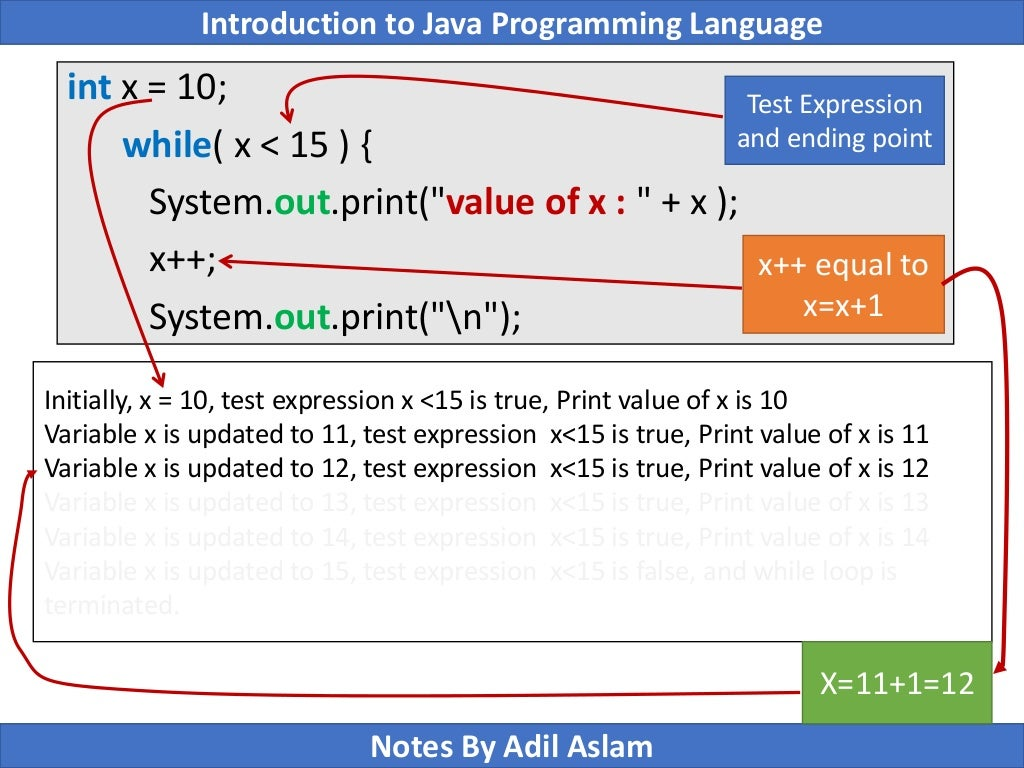 Introduction to Java Programming Language
int x = 10;
Test Expression
and ending point
while( x < 15 ) {
System.out.print("value of x : " + x );
x++;
x++ equal to
x=x+1
System.out.print("\n");
Initially, x = 10, test expression x <15 is true, Print value of x is 10
Variable x is updated to 11, test expression  x<15 is true, Print value of x is 11
Variable x is updated to 12, test expression  x<15 is true, Print value of x is 12
Variable x is updated to 13, test expression  x<15 is true, Print value of x is 13
Variable x is updated to 14, test expression  x<15 is true, Print value of x is 14
Variable x is updated to 15, test expression  x<15 is false, and while loop is
terminated.
X=11+1=12
Notes By Adil Aslam